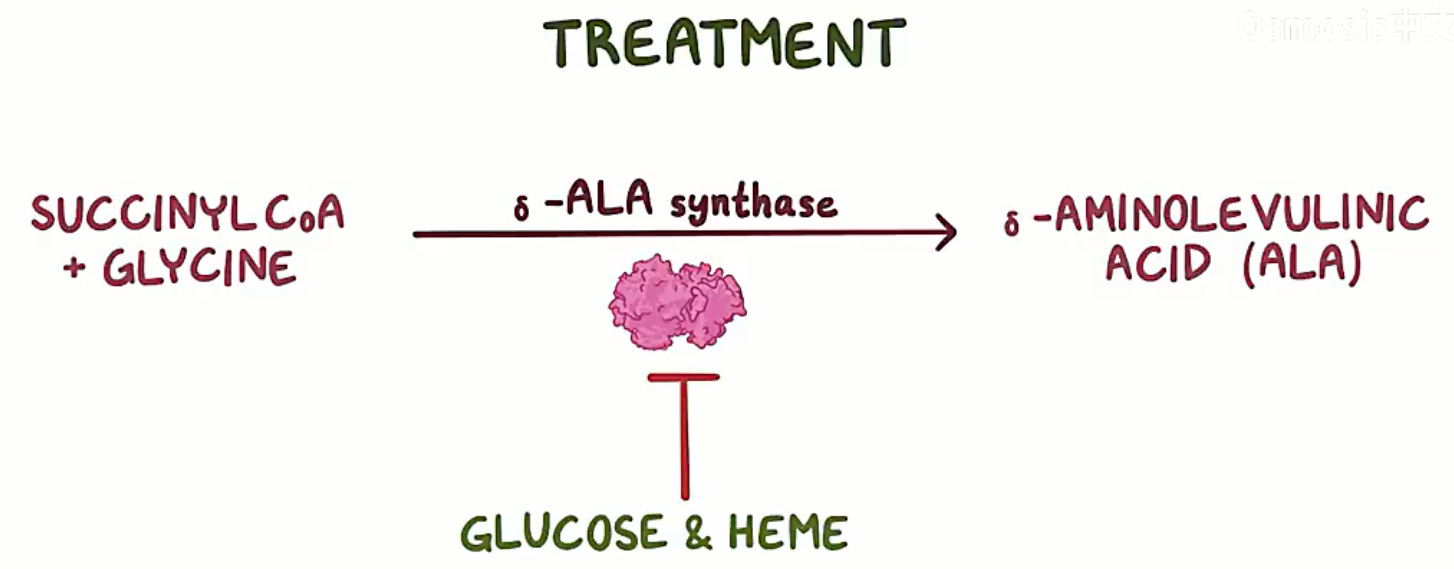 Osmosis中文
TREATMENT
SUCCINYL CoA
+ GLYCINE
δ -ALA synthase
δ -AMINOLEVULINIC
ACID (ALA)
GLUCOSE & HEME